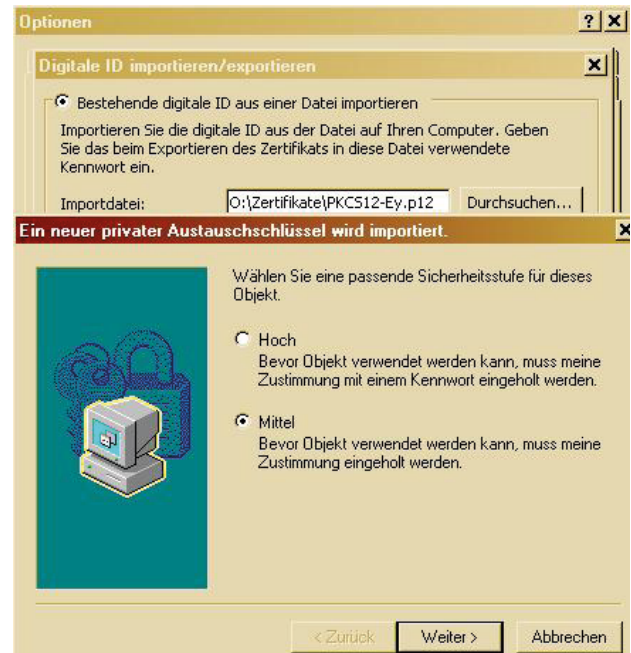 Optionen
Digitale ID importieren/exportieren
Bestehende digitale ID aus einer Datei importieren
Importieren Sie die digitale ID aus der Datei auf Ihren Computer. Geben
Sie das beim Exportieren des Zertifikats in diese Datei verwendete
Kennwort ein.
Importdatei: O:\Zertifikate\PKCS12-Ey.p12 Durchsuchen...
Ein neuer privater Austauschschlüssel wird importiert.
Wählen Sie eine passende Sicherheitsstufe für dieses
Objekt.
Hoch
Bevor Objekt verwendet werden kann, muss meine
Zustimmung mit einem Kennwort eingeholt werden.
Mittel
Bevor Objekt verwendet werden kann, muss meine
Zustimmung eingeholt werden.
< Zurück Weiter > Abbrechen